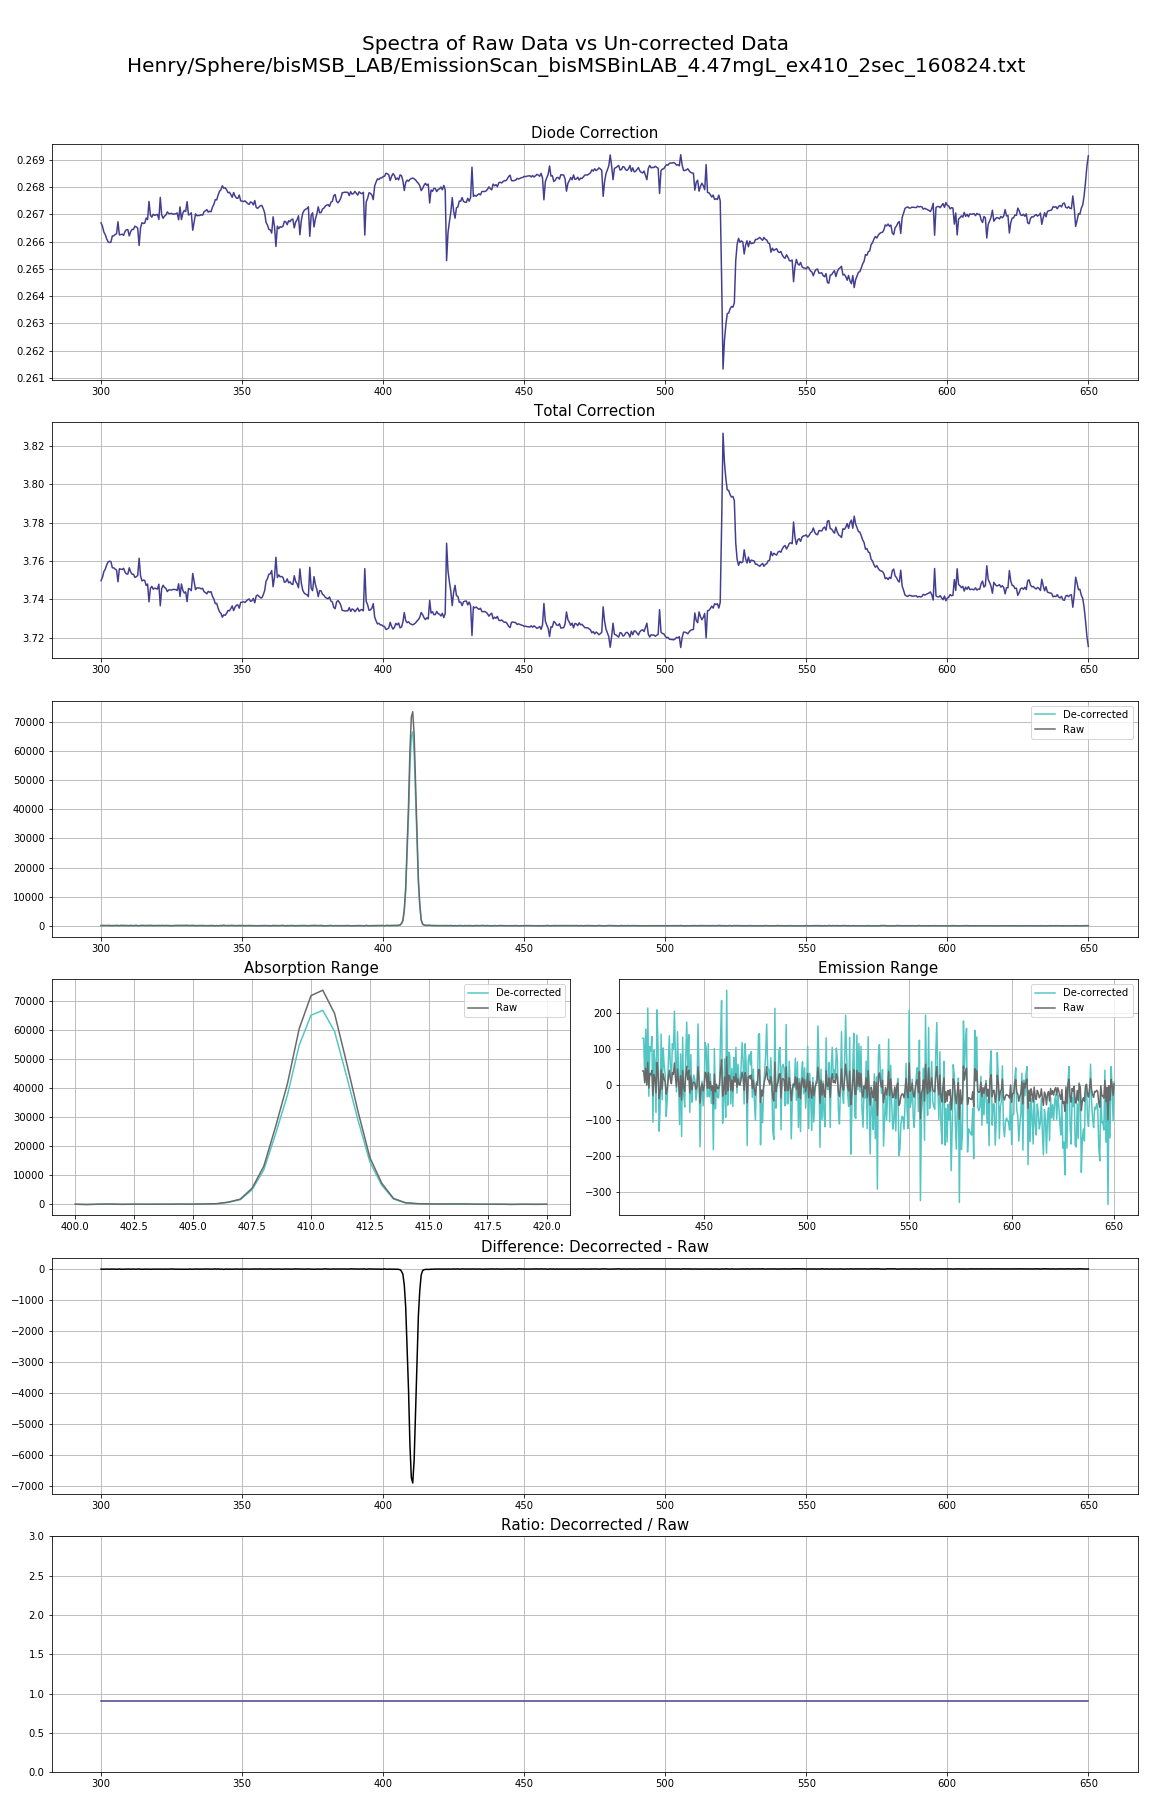 Spectra of Raw Data vs Un-corrected Data
Henry/Sphere/bisMSB_LAB/EmissionScan_bisMSBinLAB_4.47mgL_ex410_2sec_160824.txt
Diode Correction
0.269
0.268
0.267
0.266
0.265
0.264
0.263
0.262
0.261
300 350 400 450 500 550 600 650
Total Correction
3.82
3.80
3.78
3.76
3.74
3.72
300 350 400 450 500 550 600 650
De-corrected
Raw
70000
60000
50000
40000
30000
20000
10000
0
300 350 400 450 500 550 600 650
Absorption Range
De-corrected
Raw
70000
60000
50000
40000
30000
20000
10000
0
400.0 402.5 405.0 407.5 410.0 412.5 415.0 417.5 420.0
Emission Range
De-corrected
Raw
200
100
0
−100
−200
−300
450 500 550 600 650
Difference: Decorrected - Raw
0
−1000
−2000
−3000
−4000
−5000
−6000
−7000
300 350 400 450 500 550 600 650
Ratio: Decorrected / Raw
3.0
2.5
2.0
1.5
1.0
0.5
0.0
300 350 400 450 500 550 600 650